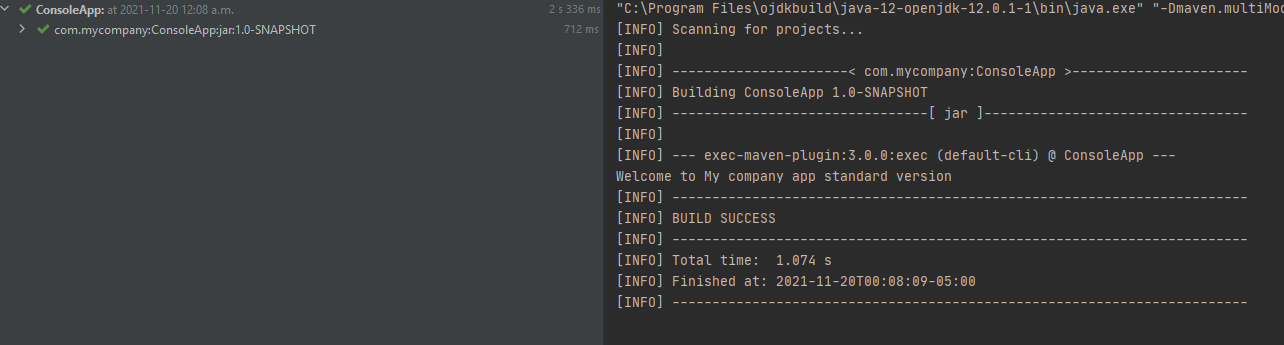 ConsoleApp: at 2021-11-20 12:08 a.m. 2 s 336 ms
com.mycompany:ConsoleApp:jar:1.0-SNAPSHOT 712 ms
"C:\Program Files\ojdkbuild\java-12-openjdk-12.0.1-1\bin\java.exe" "-Dmaven.multiMod
[INFO] Scanning for projects...
[INFO]
[INFO] ----------------------< com.mycompany:ConsoleApp >----------------------
[INFO] Building ConsoleApp 1.0-SNAPSHOT
[INFO] --------------------------------[ jar ]---------------------------------
[INFO]
[INFO] --- exec-maven-plugin:3.0.0:exec (default-cli) @ ConsoleApp ---
Welcome to My company app standard version
[INFO] ------------------------------------------------------------------------
[INFO] BUILD SUCCESS
[INFO] ------------------------------------------------------------------------
[INFO] Total time:  1.074 s
[INFO] Finished at: 2021-11-20T00:08:09-05:00
[INFO] ------------------------------------------------------------------------